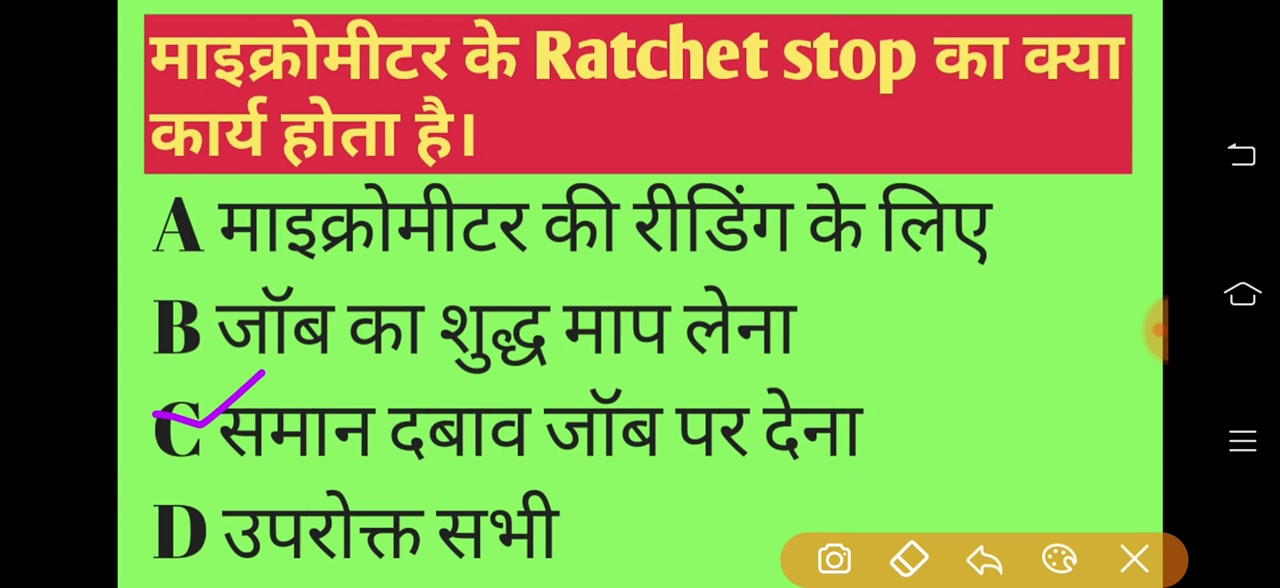 माइक्रोमीटर के Ratchet stop का क्या
कार्य होता है।
A माइक्रोमीटर की रीडिंग के लिए
B जॉब का शुद्ध माप लेना
C समान दबाव जॉब पर देना
D उपरोक्त सभी